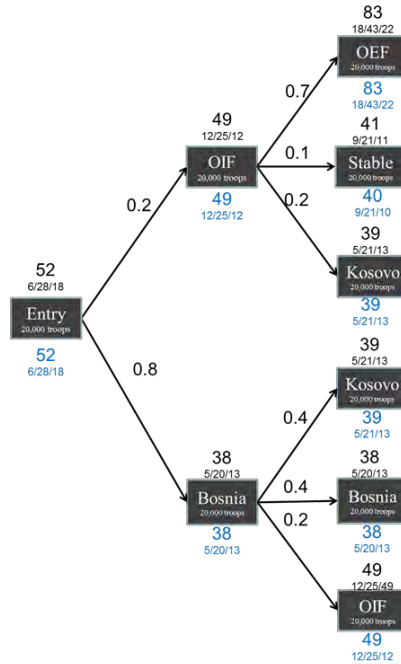 83
18/43/22
OEF
20,000 troops
83
18/43/22
0.7
49
12/25/12
OIF
20,000 troops
49
12/25/12
41
9/21/11
0.1
Stable
20,000 troops
40
9/21/10
0.2
0.2
39
5/21/13
Kosovo
20,000 troops
39
5/21/13
52
6/28/18
Entry
20,000 troops
52
6/28/18
0.8
39
5/21/13
Kosovo
20,000 troops
39
5/21/13
0.4
38
5/20/13
Bosnia
20,000 troops
38
5/20/13
38
5/20/13
0.4
Bosnia
20,000 troops
38
5/20/13
0.2
49
12/25/49
OIF
20,000 troops
49
12/25/12